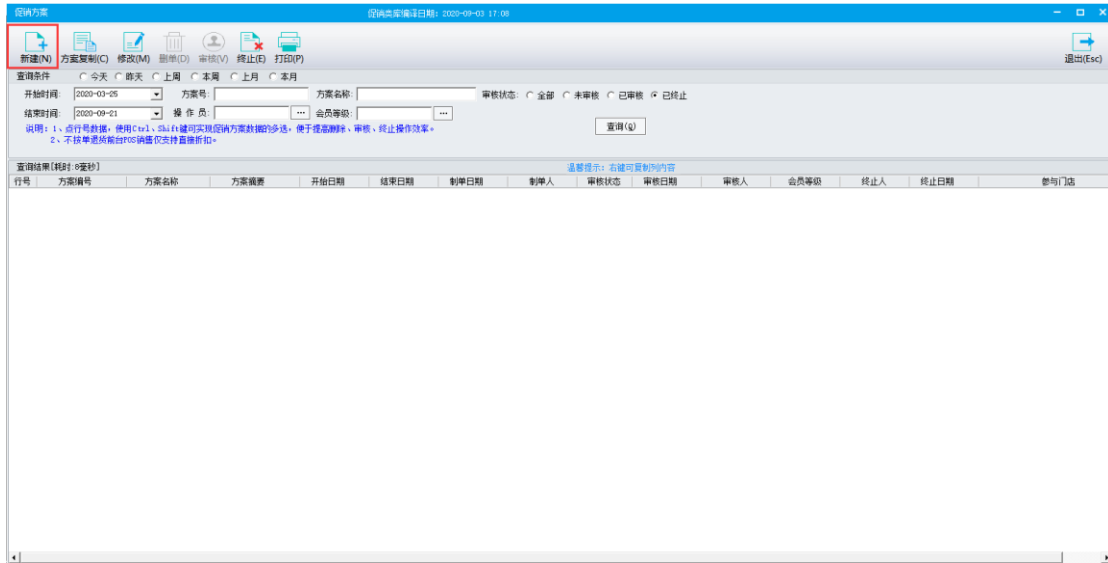 促销方案 促销类库编译日期: 2020-09-03 17:08
新建(N) 方案复制(C) 修改(M) 删单(D) 审核(V) 终止(E) 打印(P) 退出(Esc)
查询条件 今天 昨天 上周 本周 上月 本月
开始时间: 2020-03-25 方案号: 方案名称: 审核状态: 全部 未审核 已审核 已终止
结束时间: 2020-09-21 操 作 员: ... 会员等级: ... 查询(Q)
说明: 1、点行号数据, 使用Ctrl、Shift键可实现促销方案数据的多选, 便于提高删除、审核、终止操作效率。
2、不按单退货前台POS销售仅支持直接折扣。
查询结果[耗时:8毫秒] 温馨提示: 右键可复制列内容
行号 方案编号 方案名称 方案摘要 开始日期 结束日期 制单日期 制单人 审核状态 审核日期 审核人 会员等级 终止人 终止日期 参与门店